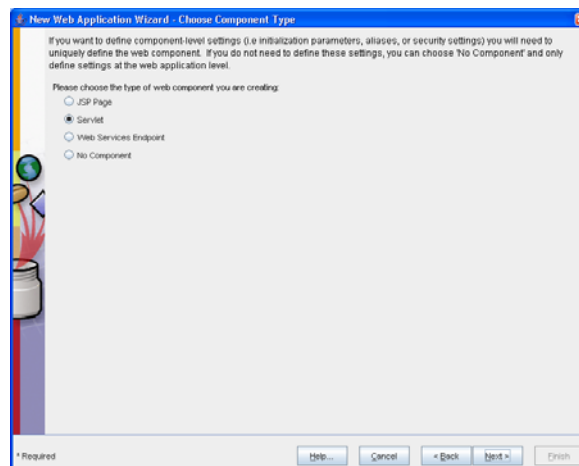 New Web Application Wizard - Choose Component Type
If you want to define component-level settings (i.e initialization parameters, aliases, or security settings) you will need to
uniquely define the web component. If you do not need to define these settings, you can choose 'No Component' and only
define settings at the web application level.
Please choose the type of web component you are creating:
JSP Page
Servlet
Web Services Endpoint
No Component
* Required
Help...
Cancel
< Back
Next >
Finish